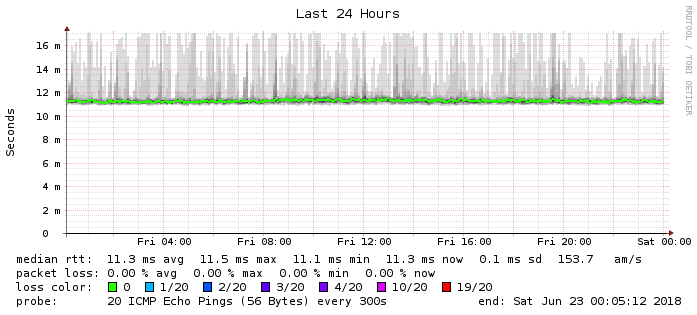 Last 24 Hours
RRDTOOL / TOBI OETIKER
Seconds
16 m
14 m
12 m
10 m
8 m
6 m
4 m
2 m
0
Fri 04:00 Fri 08:00 Fri 12:00 Fri 16:00 Fri 20:00 Sat 00:00
median rtt: 11.3 ms avg 11.5 ms max 11.1 ms min 11.3 ms now 0.1 ms sd 153.7 am/s
packet loss: 0.00 % avg 0.00 % max 0.00 % min 0.00 % now
loss color: 0 1/20 2/20 3/20 4/20 10/20 19/20
probe: 20 ICMP Echo Pings (56 Bytes) every 300s end: Sat Jun 23 00:05:12 2018